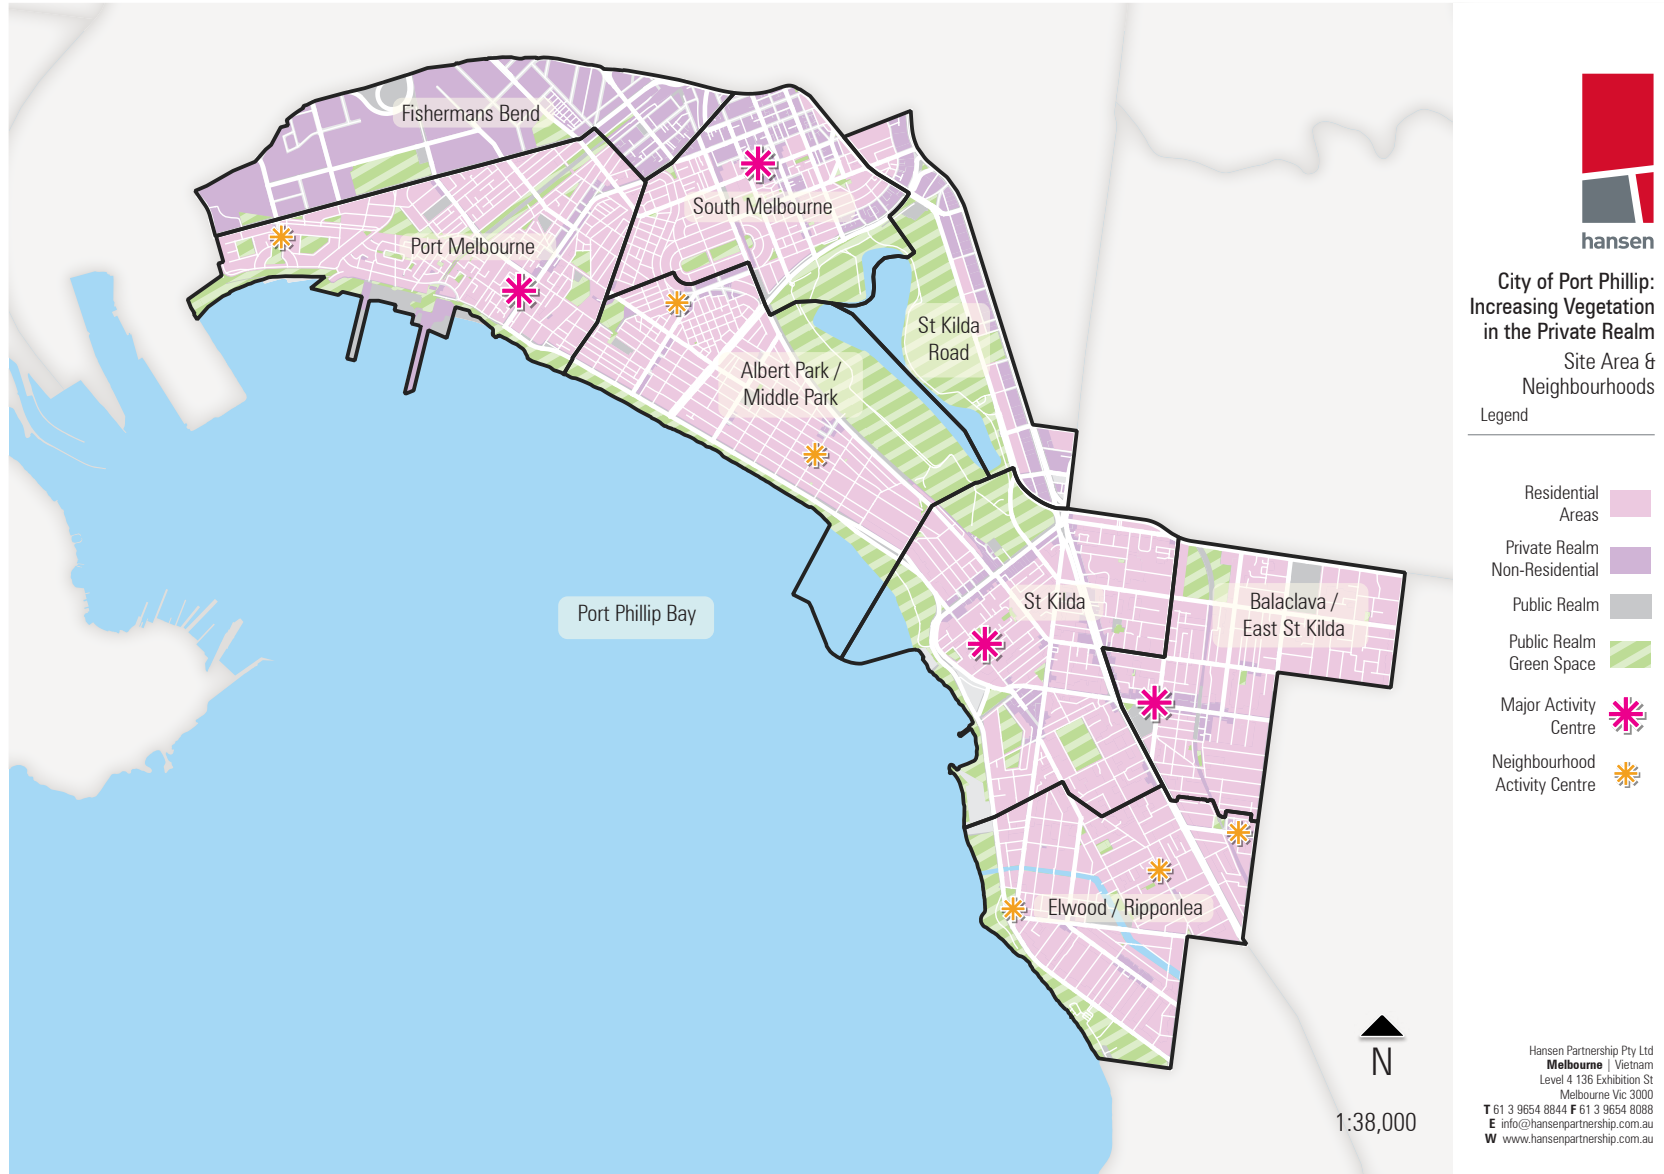 Fishermans Bend
Port Melbourne
South Melbourne
St Kilda
Road
Albert Park /
Middle Park
Port Phillip Bay
St Kilda
Balaclava /
East St Kilda
Elwood / Ripponlea
N
1:38,000
hansen
City of Port Phillip:
Increasing Vegetation
in the Private Realm
Site Area &
Neighbourhoods
Legend
Residential
Areas
Private Realm
Non-Residential
Public Realm
Public Realm
Green Space
Major Activity
Centre
Neighbourhood
Activity Centre
Hansen Partnership Pty Ltd
Melbourne | Vietnam
Level 4 136 Exhibition St
Melbourne Vic 3000
T 61 3 9654 8844 F 61 3 9654 8088
E info@hansenpartnership.com.au
W www.hansenpartnership.com.au